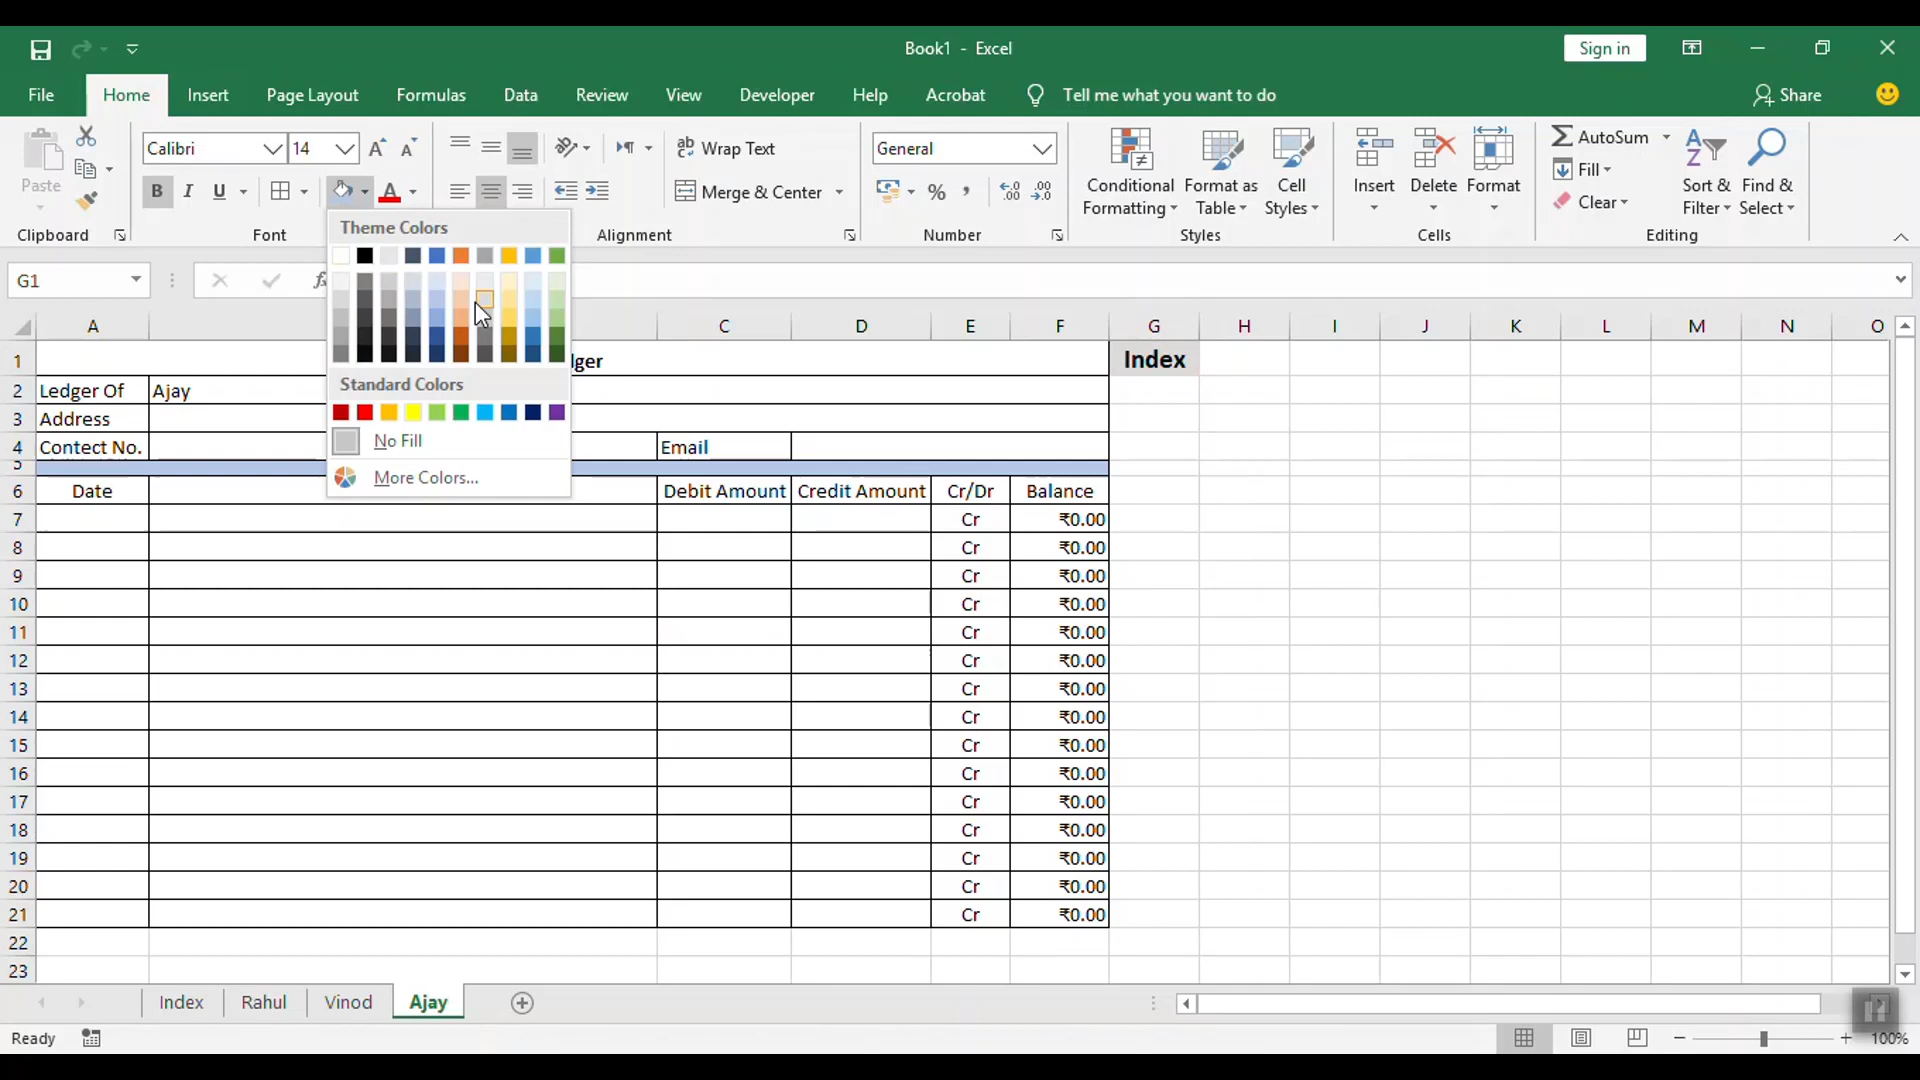 Book1 - Excel
Sign in
File Home Insert Page Layout Formulas Data Review View Developer Help Acrobat Tell me what you want to do Share
Paste
Calibri 14
B I U A
ab Wrap Text
Merge & Center
General
%
Conditional Formatting
Format as Table
Cell Styles
Insert Delete Format
AutoSum
Fill
Clear
Sort & Filter
Find & Select
Clipboard Font Alignment Number Styles Cells Editing
Theme Colors
Standard Colors
No Fill
More Colors...
G1
A C D E F G H I J K L M N O
1 lger Index
2 Ledger Of Ajay
3 Address
4 Contect No. Email
5
6 Date Debit Amount Credit Amount Cr/Dr Balance
7 Cr ₹0.00
8 Cr ₹0.00
9 Cr ₹0.00
10 Cr ₹0.00
11 Cr ₹0.00
12 Cr ₹0.00
13 Cr ₹0.00
14 Cr ₹0.00
15 Cr ₹0.00
16 Cr ₹0.00
17 Cr ₹0.00
18 Cr ₹0.00
19 Cr ₹0.00
20 Cr ₹0.00
21 Cr ₹0.00
22
23
Index Rahul Vinod Ajay
Ready
100%